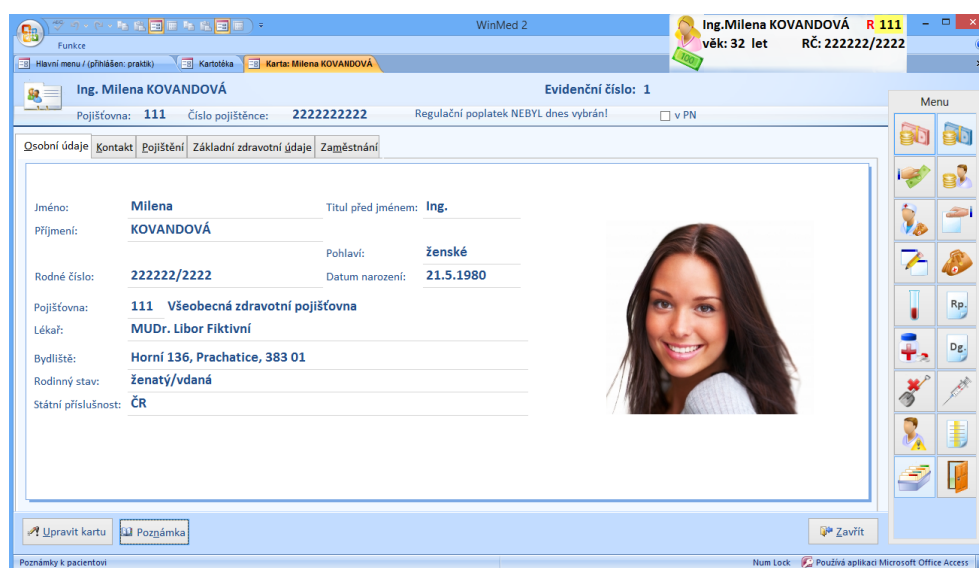 WinMed 2
Ing.Milena KOVANDOVÁ R 111
věk: 32 let RČ: 222222/2222
100
Funkce
Hlavní menu / (přihlášen: praktik) Kartotéka Karta: Milena KOVANDOVÁ
Ing. Milena KOVANDOVÁ Evidenční číslo: 1
Pojišťovna: 111 Číslo pojištěnce: 2222222222 Regulační poplatek NEBYL dnes vybrán! v PN
Menu
Osobní údaje Kontakt Pojištění Základní zdravotní údaje Zaměstnání
Jméno: Milena Titul před jménem: Ing.
Příjmení: KOVANDOVÁ
Pohlaví: ženské
Rodné číslo: 222222/2222 Datum narození: 21.5.1980
Pojišťovna: 111 Všeobecná zdravotní pojišťovna
Lékař: MUDr. Libor Fiktivní
Bydliště: Horní 136, Prachatice, 383 01
Rodinný stav: ženatý/vdaná
Státní příslušnost: ČR
Rp.
Dg.
Upravit kartu Poznámka Zavřít
Poznámky k pacientovi Num Lock Používá aplikaci Microsoft Office Access